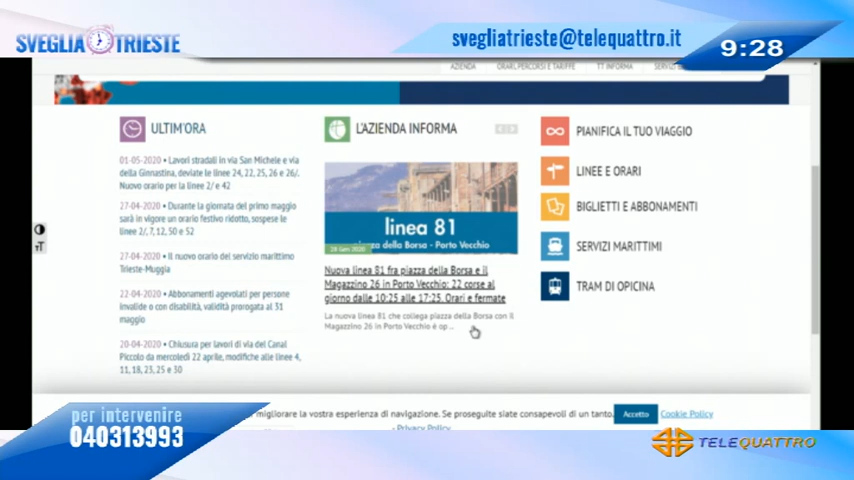 SVEGLIA TRIESTE
svegliatrieste@telequattro.it
9:28
AZIENDA ORARI, PERCORSI E TARIFFE TT INFORMA SERVIZI
ULTIM'ORA
01-05-2020 • Lavori stradali in via San Michele e via
della Ginnastina, deviate le linee 24, 22, 25, 26 e 26/.
Nuovo orario per la linee 2/ e 42
27-04-2020 • Durante la giornata del primo maggio
sarà in vigore un orario festivo ridotto, sospese le
linee 2/, 7, 12, 50 e 52
27-04-2020 • Il nuovo orario del servizio marittimo
Trieste-Muggia
22-04-2020 • Abbonamenti agevolati per persone
invalide o con disabilità, validità prorogata al 31
maggio
20-04-2020 • Chiusura per lavori di via del Canal
Piccolo da mercoledì 22 aprile, modifiche alle linee 4,
11, 18, 23, 25 e 30
L'AZIENDA INFORMA
linea 81
piazza della Borsa - Porto Vecchio
2020
Nuova linea 81 fra piazza della Borsa e il
Magazzino 26 in Porto Vecchio: 22 corse al
giorno dalle 10:25 alle 17:25. Orari e fermate
La nuova linea 81 che collega piazza della Borsa con il
Magazzino 26 in Porto Vecchio è op...
PIANIFICA IL TUO VIAGGIO
LINEE E ORARI
BIGLIETTI E ABBONAMENTI
SERVIZI MARITTIMI
TRAM DI OPICINA
TT
migliorare la vostra esperienza di navigazione. Se proseguite siate consapevoli di un tanto. Accetto Cookie Policy
- Privacy Policy
per intervenire
040313993
TELEQUATTRO